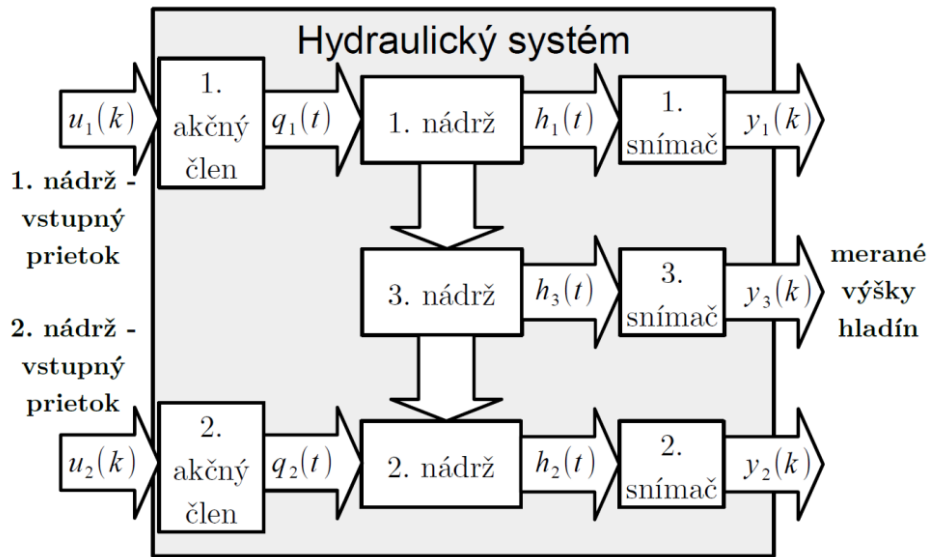 Hydraulický systém
u₁(k)
1.
akčný
člen
q₁(t)
1. nádrž
h₁(t)
1.
snímač
y₁(k)
1. nádrž -
vstupný
prietok
3. nádrž
h₃(t)
3.
snímač
y₃(k)
merané
výšky
hladín
2. nádrž -
vstupný
prietok
u₂(k)
2.
akčný
člen
q₂(t)
2. nádrž
h₂(t)
2.
snímač
y₂(k)